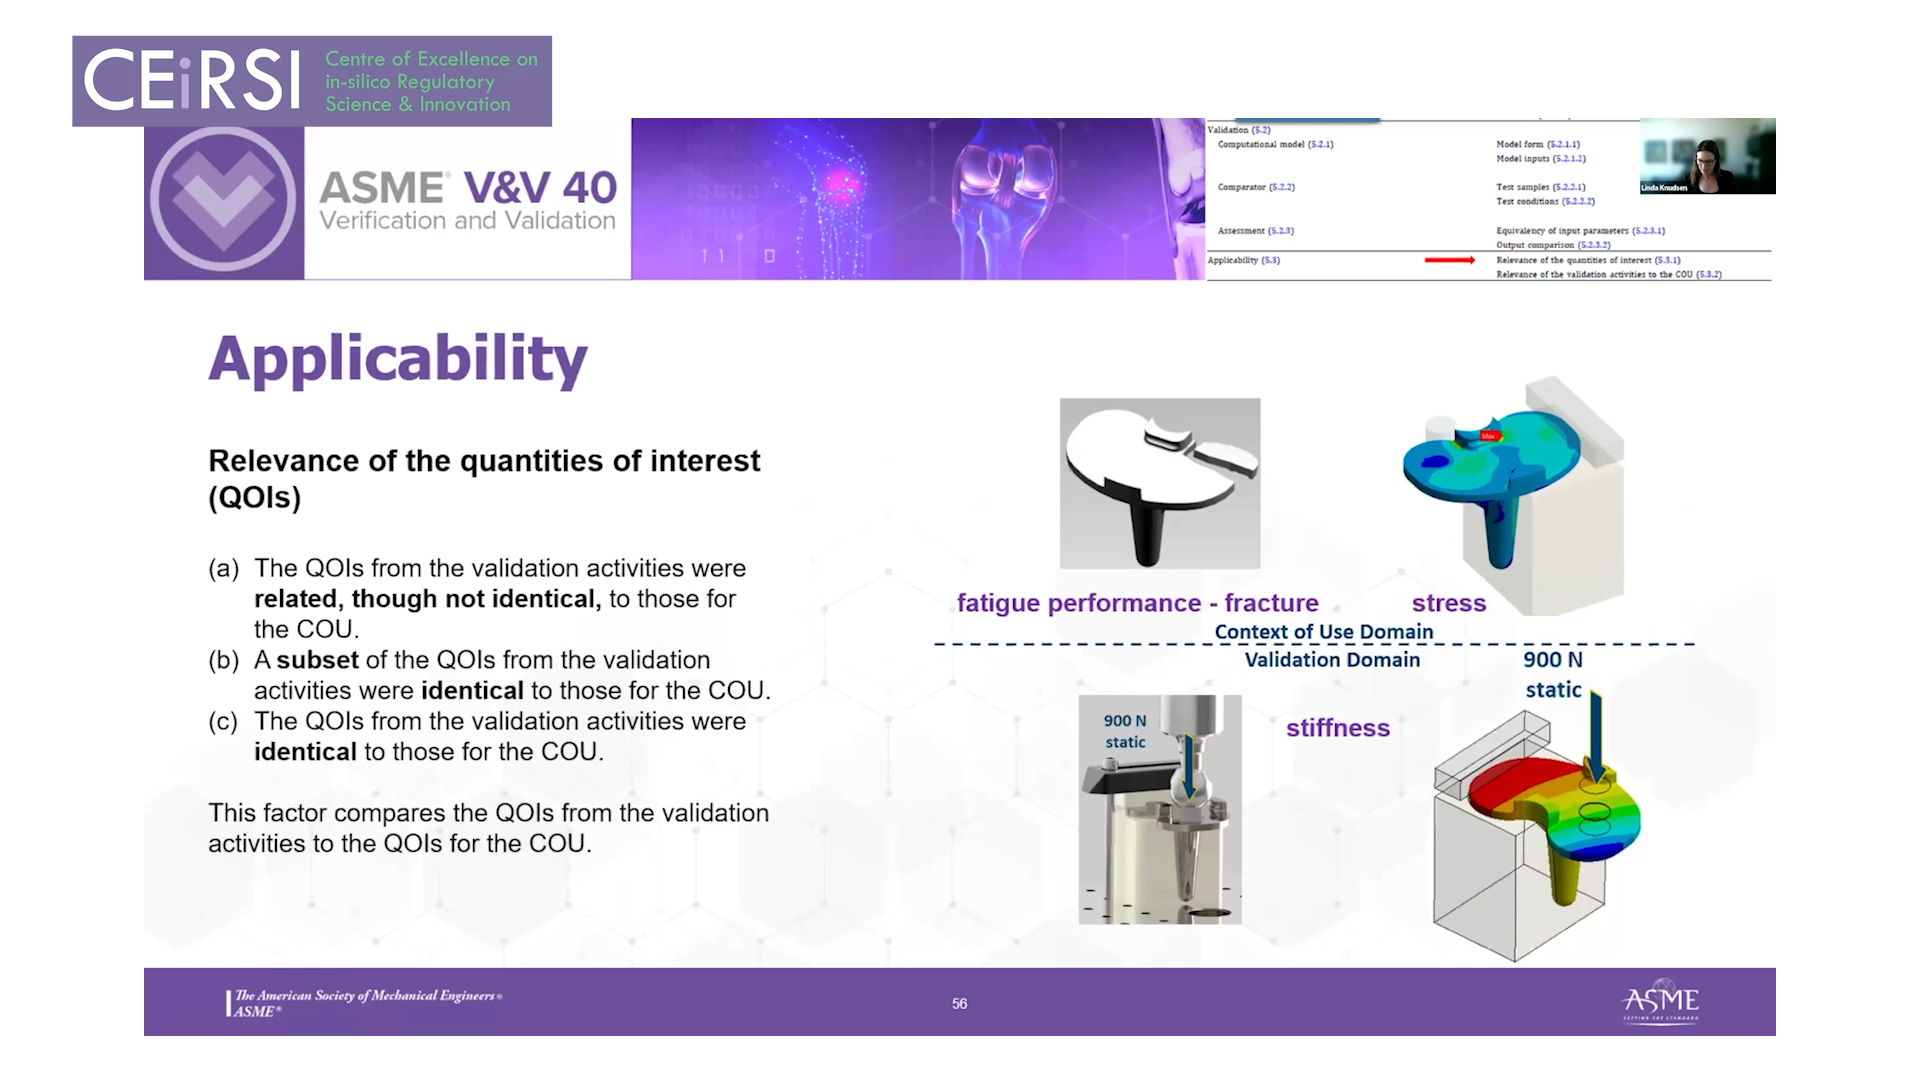 CEiRSI
Centre of Excellence on
in-silico Regulatory
Science & Innovation
ASME® V&V 40
Verification and Validation
Validation (5.2)
Computational model (5.2.1)
Model form (5.2.1.1)
Model inputs (5.2.1.2)
Comparator (5.2.2)
Test samples (5.2.2.1)
Test conditions (5.2.2.2)
Assessment (5.2.3)
Equivalency of input parameters (5.2.3.1)
Output comparison (5.2.3.2)
Applicability (5.3)
Relevance of the quantities of interest (5.3.1)
Relevance of the validation activities to the COU (5.3.2)
Linda Knudsen
Applicability
Relevance of the quantities of interest
(QOIs)
(a) The QOIs from the validation activities were
related, though not identical, to those for
the COU.
(b) A subset of the QOIs from the validation
activities were identical to those for the COU.
(c) The QOIs from the validation activities were
identical to those for the COU.
This factor compares the QOIs from the validation
activities to the QOIs for the COU.
Max
fatigue performance - fracture
stress
Context of Use Domain
Validation Domain
900 N
static
900 N
static
stiffness
The American Society of Mechanical Engineers®
ASME®
56
ASME
SETTING THE STANDARD